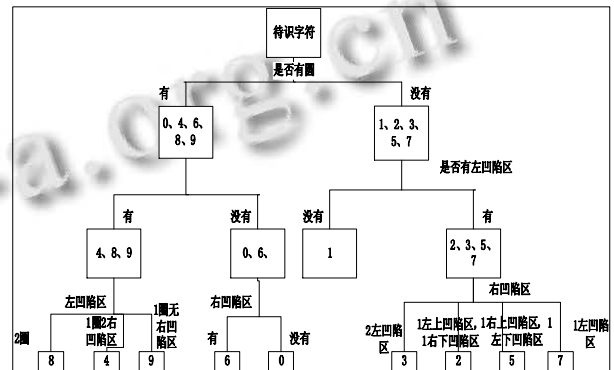 待识字符
是否有圆
有
没有
0、4、6、
8、9
1、2、3、
5、7
是否有左凹陷区
有
没有
没有
有
4、8、9
0、6、
1
2、3、5、
7
左凹陷区
右凹陷区
右凹陷区
2圈
1圈2右
凹陷区
1圈无
右凹
陷区
有
没有
2左凹陷
区
1左上凹陷区,
1右下凹陷区
1右上凹陷区, 1
左下凹陷区
1左凹陷
区
8
4
9
6
0
3
2
5
7
a.org.cn